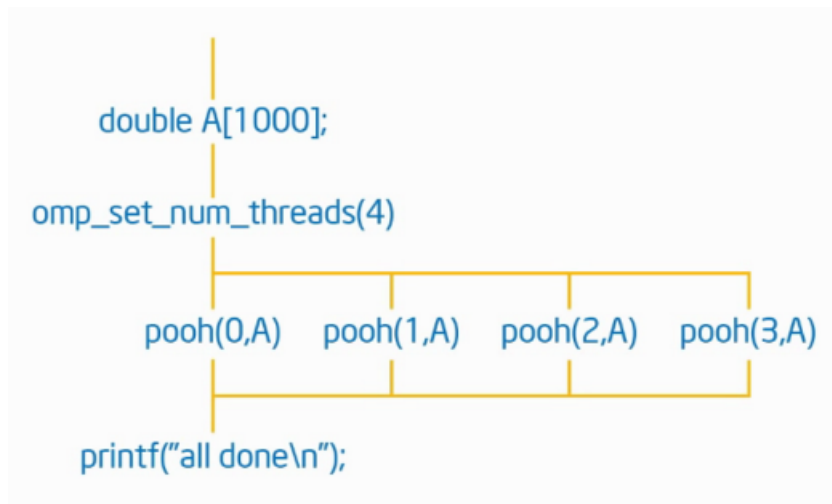 double A[1000];
omp_set_num_threads(4)
pooh(0,A) pooh(1,A) pooh(2,A) pooh(3,A)
printf("all done\n");